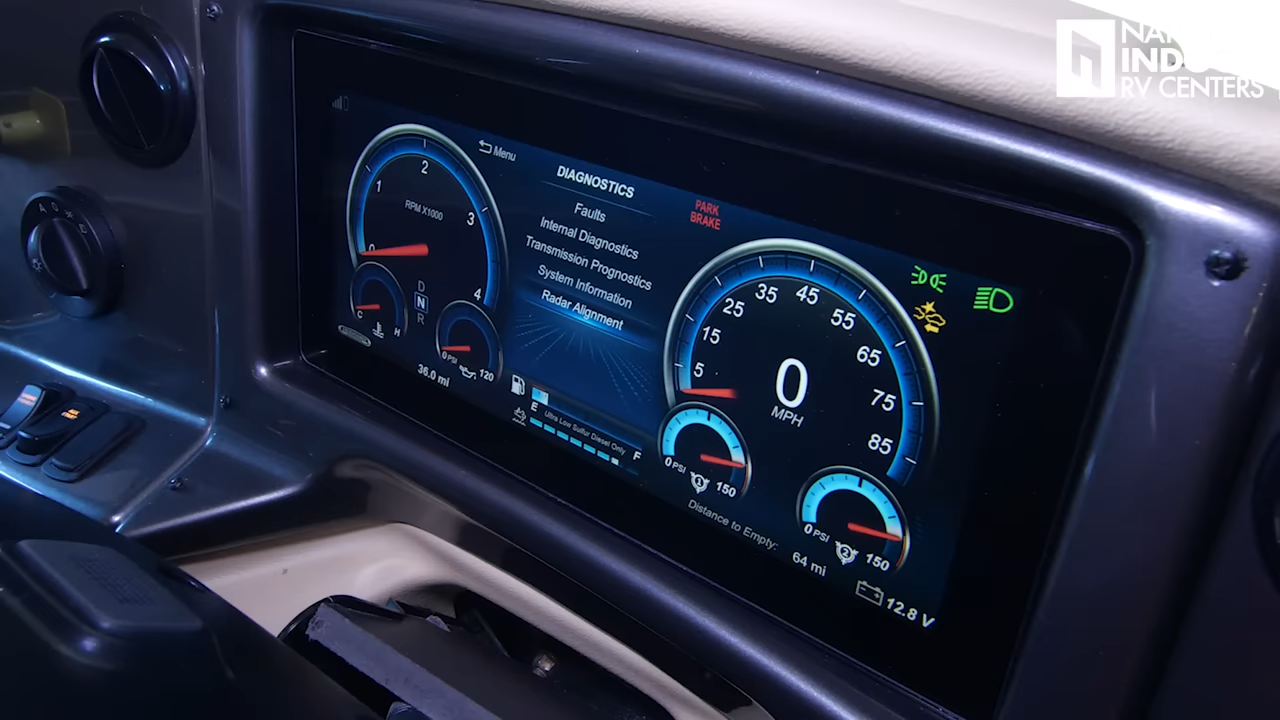 INDO
RV CENTERS
Menu
DIAGNOSTICS
Faults
Internal Diagnostics
Transmission Prognostics
System Information
Radar Alignment
PARK
BRAKE
0
1
2
3
4
RPM X1000
D
N
R
C
H
0 PSI
120
36.0 mi
E
Ultra Low Sulfur Diesel Only
F
5
15
25
35
45
55
65
75
85
0
MPH
0 PSI
1
150
0 PSI
2
150
Distance to Empty:
64 mi
12.8 V
A